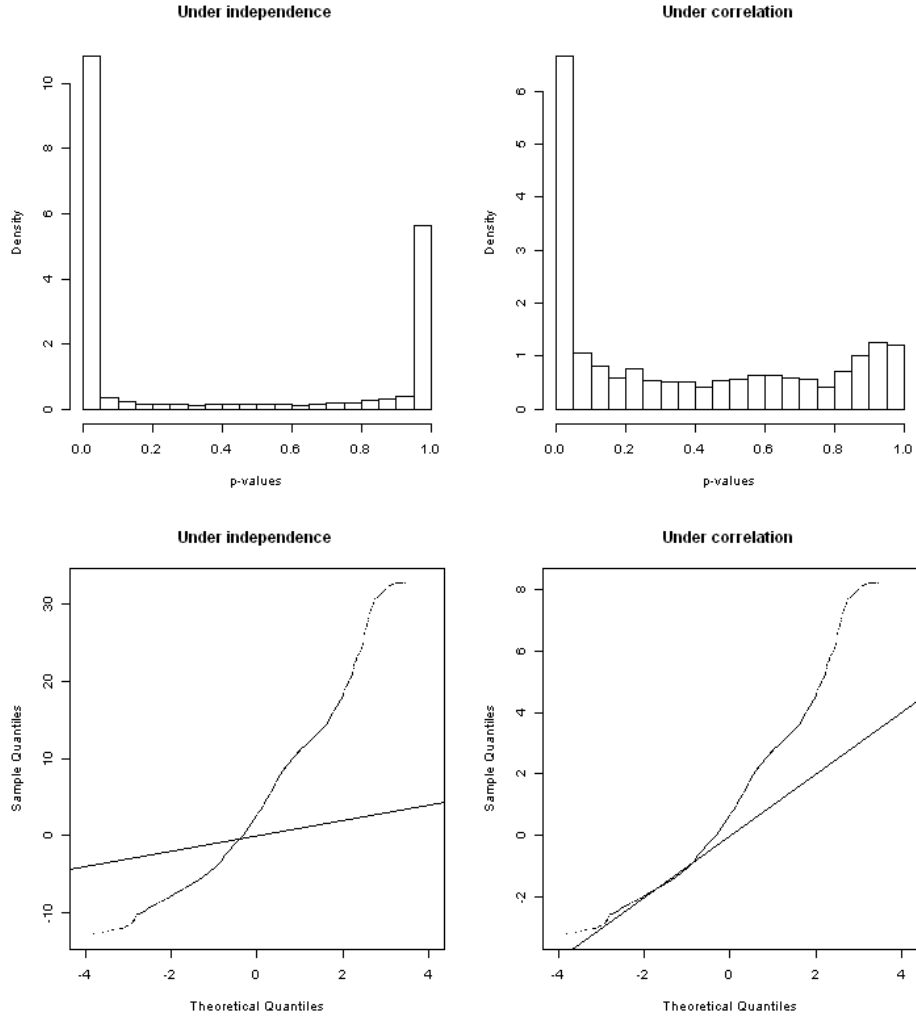 Under independence
Under correlation
Density
10
8
6
4
2
0
0.0 0.2 0.4 0.6 0.8 1.0
p-values
Density
6
5
4
3
2
1
0
0.0 0.2 0.4 0.6 0.8 1.0
p-values
Under independence
Under correlation
Sample Quantiles
30
20
10
0
-10
-4 -2 0 2 4
Theoretical Quantiles
Sample Quantiles
8
6
4
2
0
-2
-4 -2 0 2 4
Theoretical Quantiles